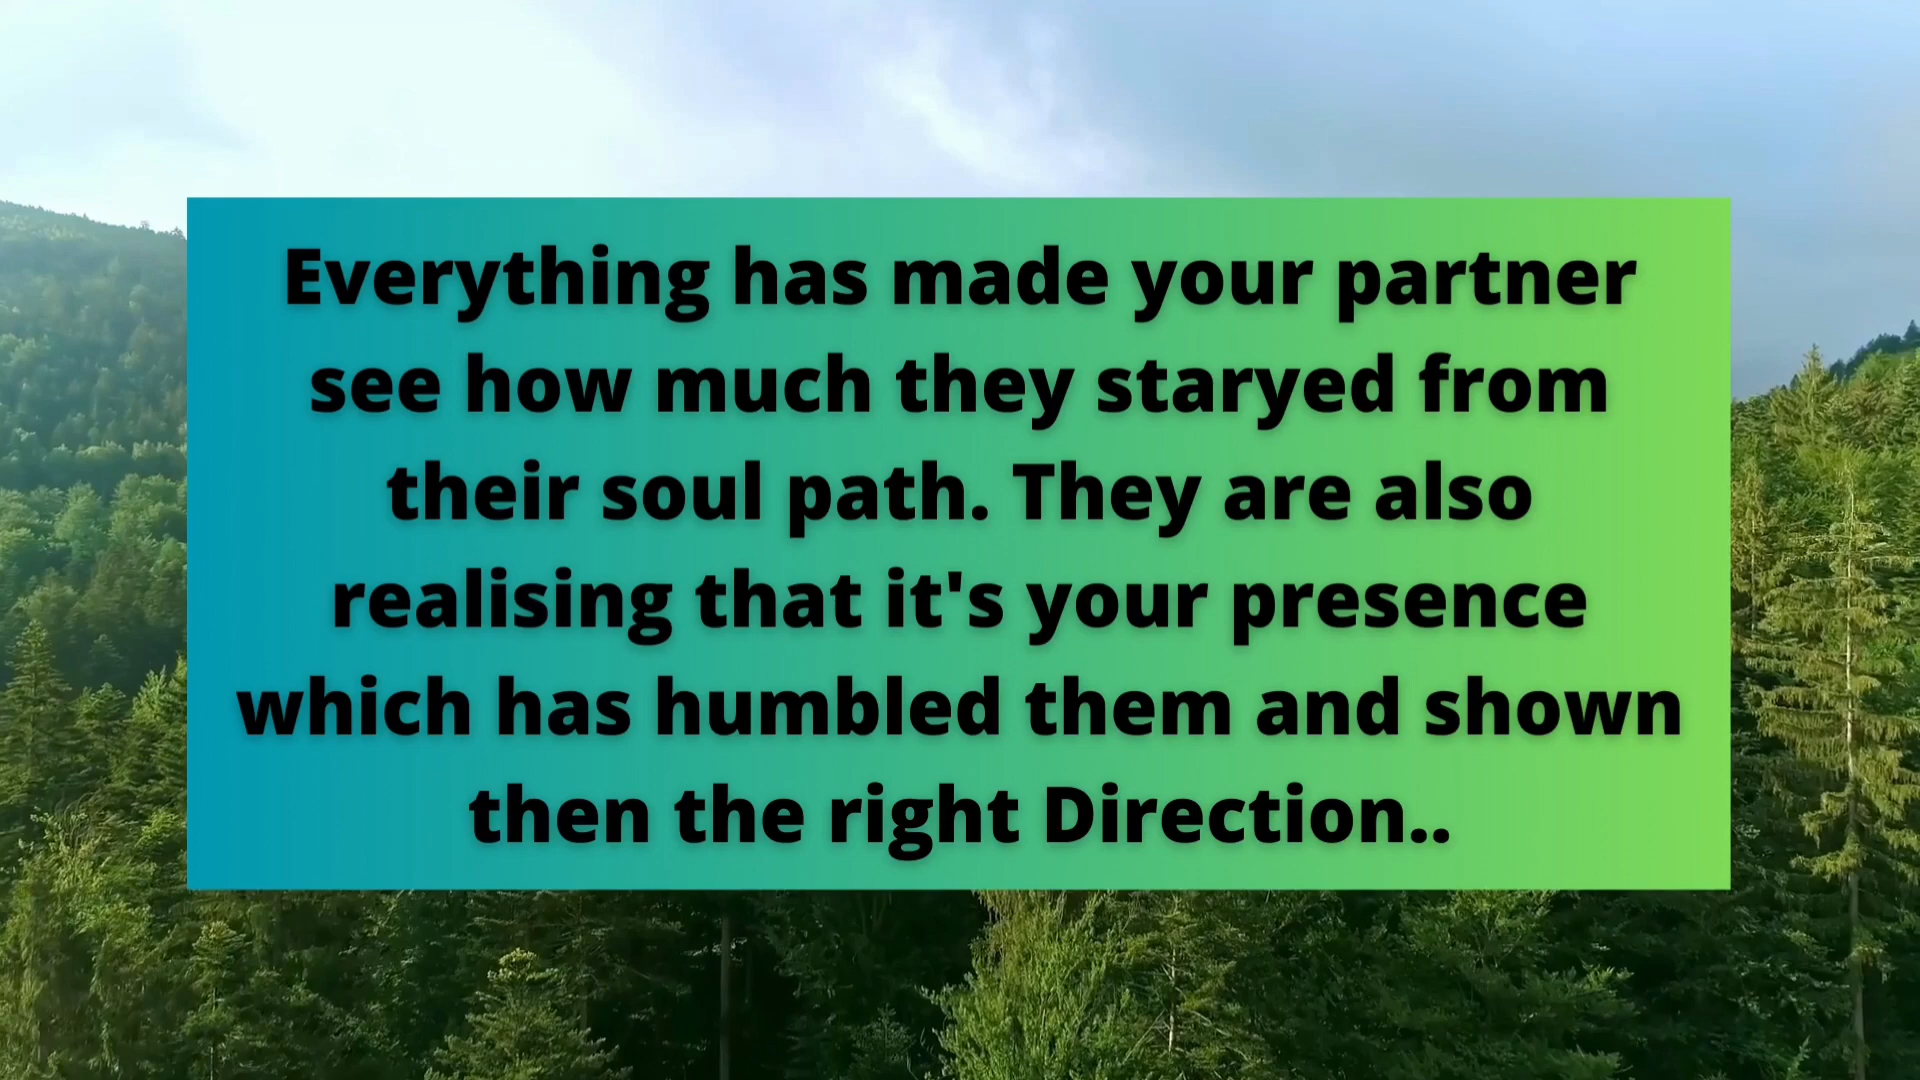 Everything has made your partner
see how much they staryed from
their soul path. They are also
realising that it's your presence
which has humbled them and shown
then the right Direction..